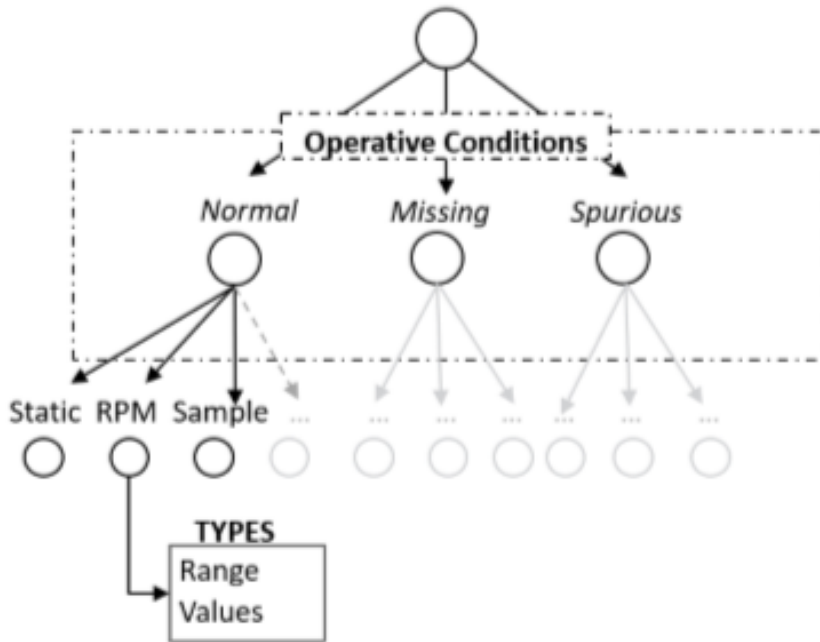 Operative Conditions
Normal Missing Spurious
Static RPM Sample ... ... ... ... ... ... ...
TYPES
Range
Values